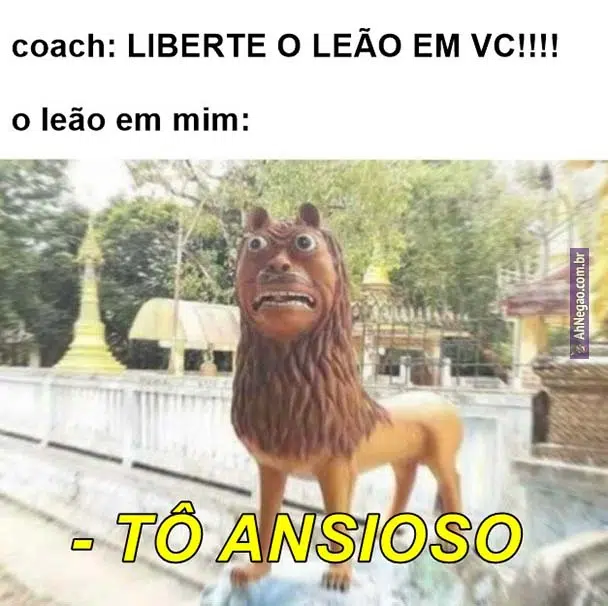 coach: LIBERTE O LEÃO EM VC!!!!
o leão em mim:
AhNegao.com.br
- TÔ ANSIOSO